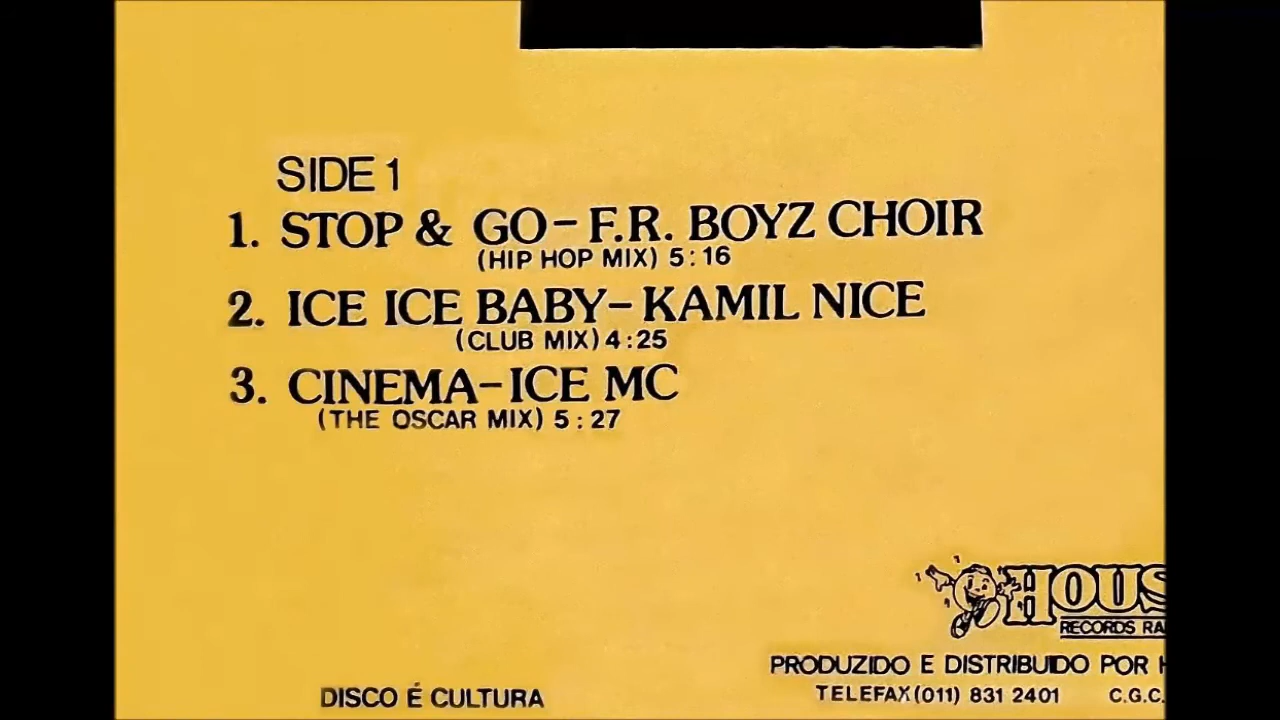 SIDE 1
1. STOP & GO-F.R. BOYZ CHOIR
(HIP HOP MIX) 5:16
2. ICE ICE BABY-KAMIL NICE
(CLUB MIX) 4:25
3. CINEMA-ICE MC
(THE OSCAR MIX) 5:27
HOUS
RECORDS RA
PRODUZIDO E DISTRIBUIDO POR H
TELEFAX(011) 831 2401 C.G.C.
DISCO É CULTURA